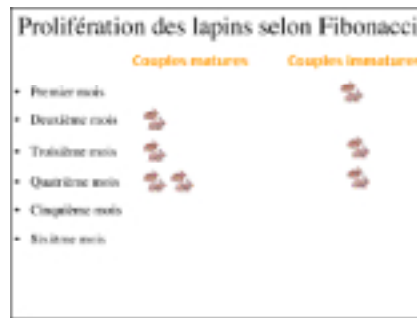 Prolifération des lapins selon Fibonacci
Couples matures Couples immatures
• Premier mois
• Deuxième mois
• Troisième mois
• Quatrième mois
• Cinquième mois
• Sixième mois